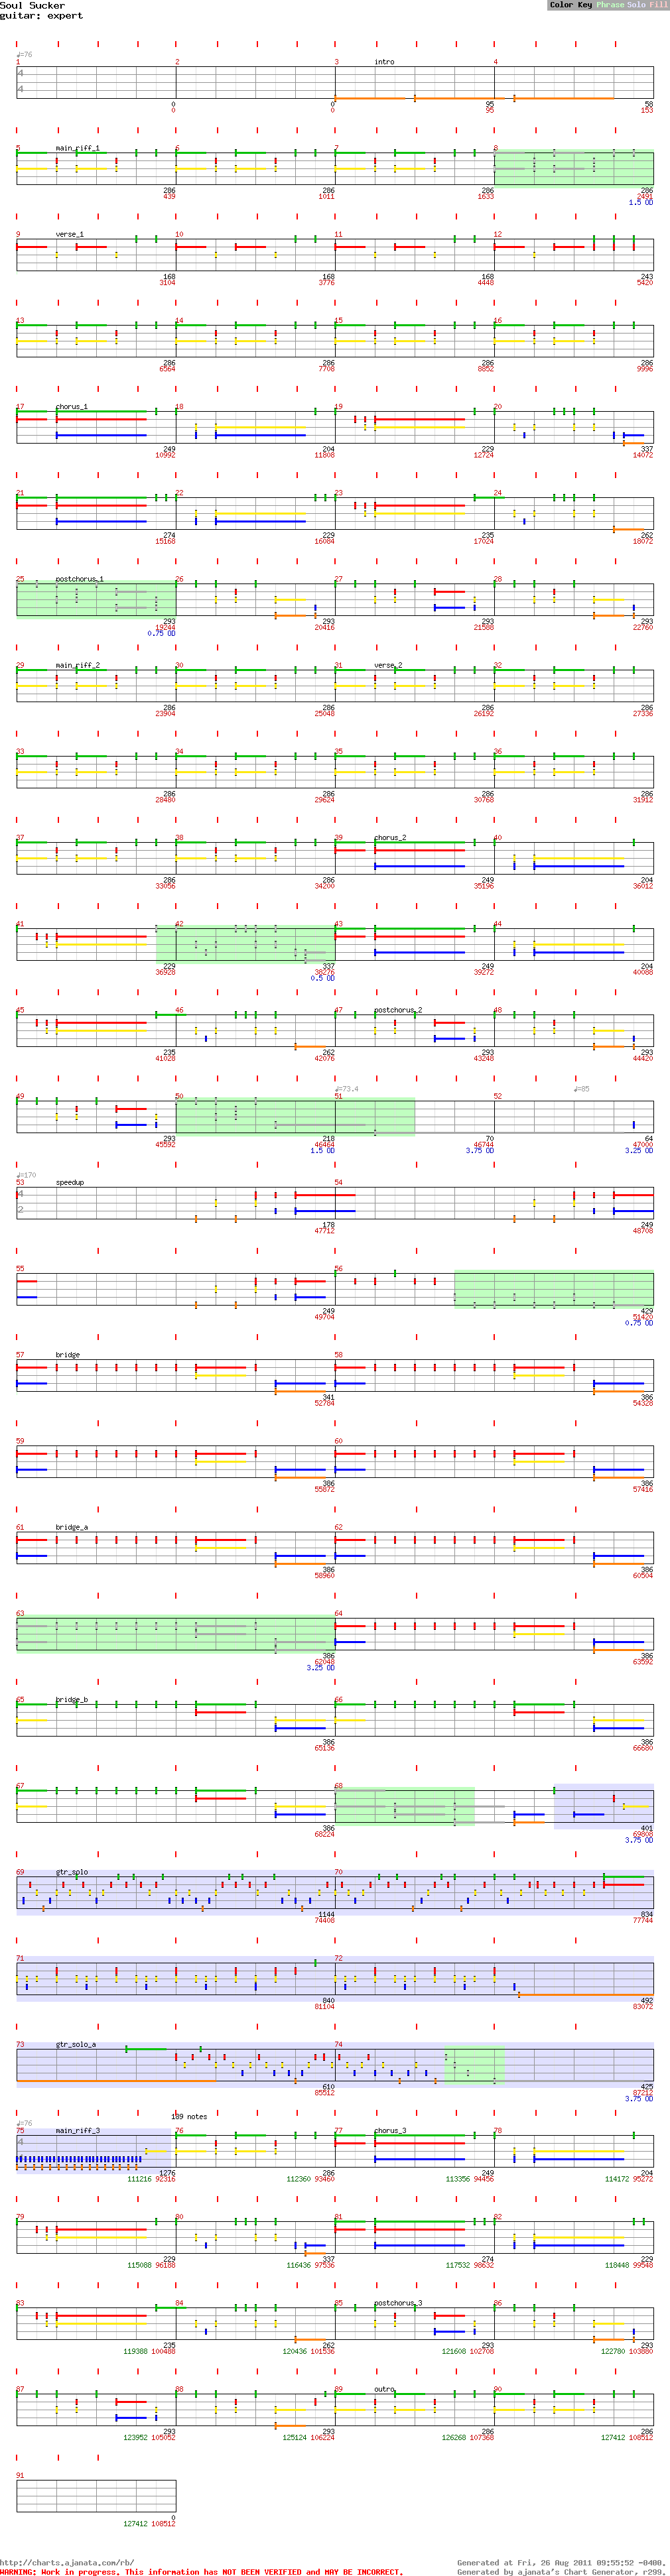 Soul Sucker
Color Key Phrase Solo Fill
guitar: expert
♩=76
1 2 3 intro 4
4
4
0 0 95 58
0 0 95 153
5 main_riff_1 6 7 8
286 286 286 286
439 1011 1633 2491
1.5 OD
9 verse_1 10 11 12
168 168 168 243
3104 3776 4448 5420
13 14 15 16
286 286 286 286
6564 7708 8852 9996
17 chorus_1 18 19 20
249 204 229 337
10992 11808 12724 14072
21 22 23 24
274 229 235 262
15168 16084 17024 18072
25 postchorus_1 26 27 28
293 293 293 293
19244 20416 21588 22760
0.75 OD
29 main_riff_2 30 31 verse_2 32
286 286 286 286
23904 25048 26192 27336
33 34 35 36
286 286 286 286
28480 29624 30768 31912
37 38 39 chorus_2 40
286 286 249 204
33056 34200 35196 36012
41 42 43 44
229 337 249 204
36928 38276 39272 40088
0.5 OD
45 46 47 postchorus_2 48
235 262 293 293
41028 42076 43248 44420
♩=73.4 ♩=85
49 50 51 52
293 218 70 64
45592 46464 46744 47000
1.5 OD 3.75 OD 3.25 OD
♩=170
53 speedup 54
4
2
178 249
47712 48708
55 56
249 429
49704 51420
0.75 OD
57 bridge 58
341 386
52784 54328
59 60
386 386
55872 57416
61 bridge_a 62
386 386
58960 60504
63 64
386 386
62048 63592
3.25 OD
65 bridge_b 66
386 386
65136 66680
67 68
386 401
68224 69808
3.75 OD
69 gtr_solo 70
1144 834
74408 77744
71 72
840 492
81104 83072
73 gtr_solo_a 74
610 425
85512 87212
3.75 OD
♩=76 189 notes
75 main_riff_3 76 77 chorus_3 78
4
1276 286 249 204
111216 92316 112360 93460 113356 94456 114172 95272
79 80 81 82
229 337 274 229
115088 96188 116436 97536 117532 98632 118448 99548
83 84 85 postchorus_3 86
235 262 293 293
119388 100488 120436 101536 121608 102708 122780 103880
87 88 89 outro 90
293 293 286 286
123952 105052 125124 106224 126268 107368 127412 108512
91
0
127412 108512
http://charts.ajanata.com/rb/
Generated at Fri, 26 Aug 2011 09:55:52 -0400.
WARNING: Work in progress. This information has NOT BEEN VERIFIED and MAY BE INCORRECT.
Generated by ajanata's Chart Generator, r299.